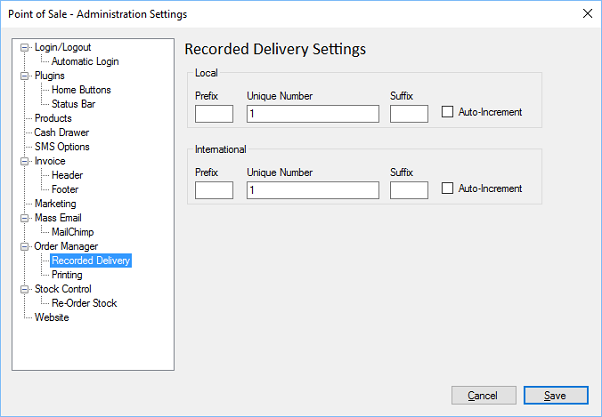 Point of Sale - Administration Settings
Login/Logout
Automatic Login
Plugins
Home Buttons
Status Bar
Products
Cash Drawer
SMS Options
Invoice
Header
Footer
Marketing
Mass Email
MailChimp
Order Manager
Recorded Delivery
Printing
Stock Control
Re-Order Stock
Website
Recorded Delivery Settings
Local
Prefix Unique Number Suffix
1 Auto-Increment
International
Prefix Unique Number Suffix
1 Auto-Increment
Cancel Save